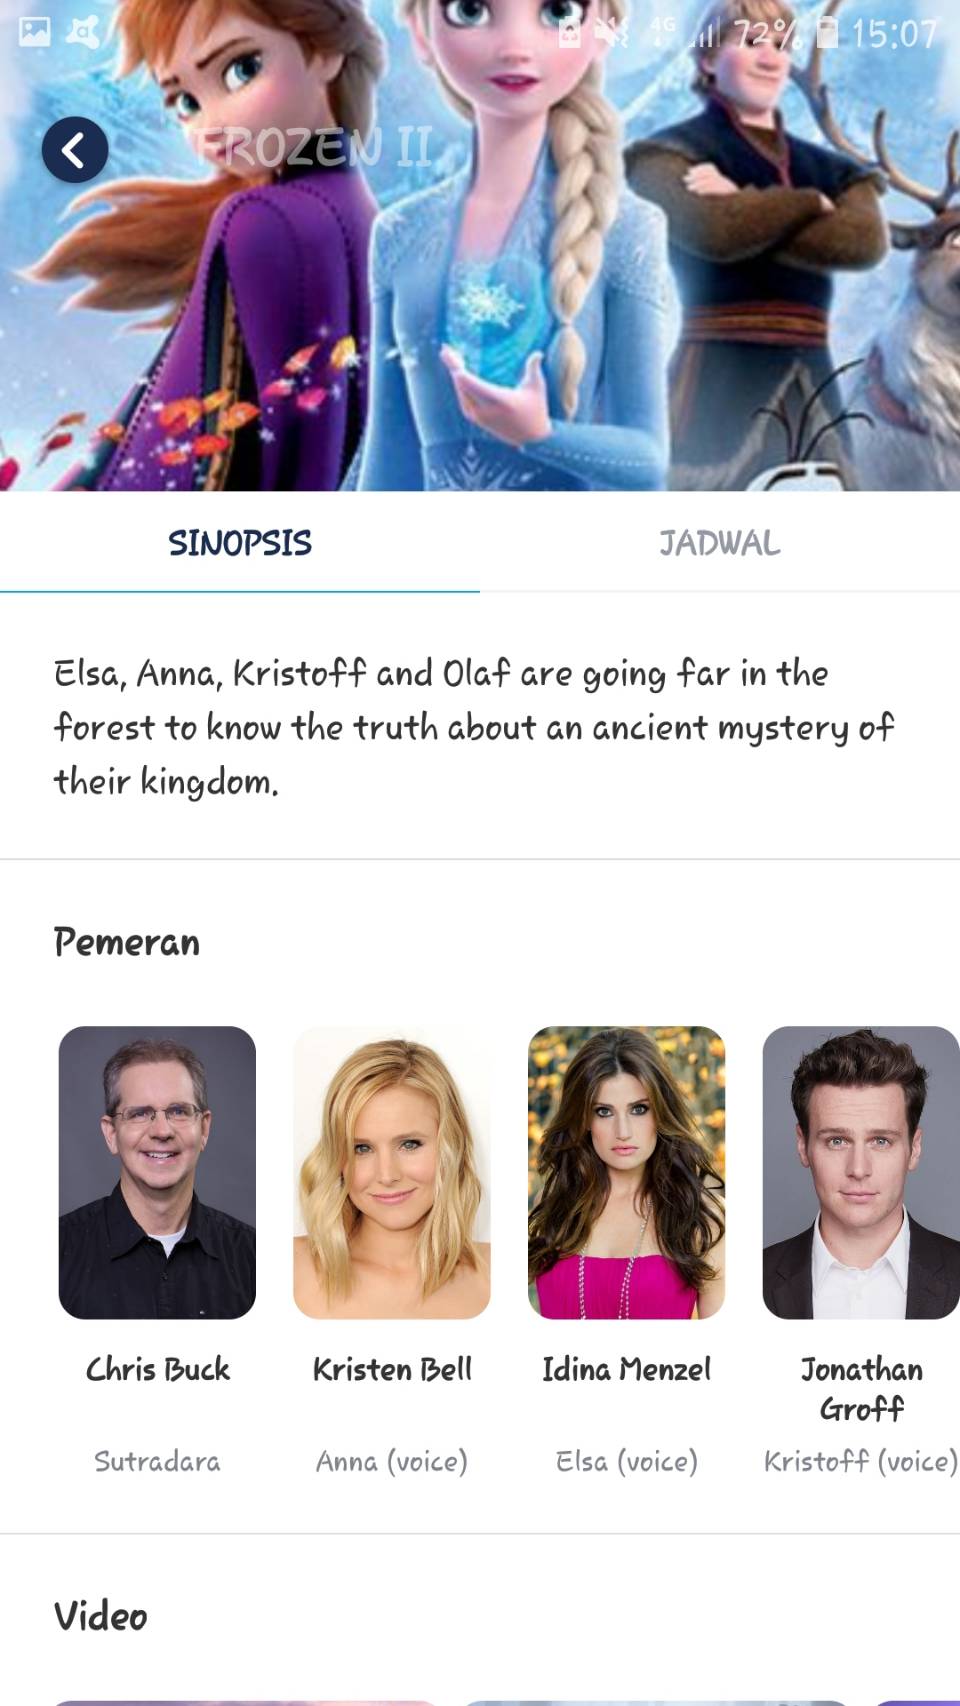 4G 72% 15:07
FROZEN II
SINOPSIS JADWAL
Elsa, Anna, Kristoff and Olaf are going far in the
forest to know the truth about an ancient mystery of
their kingdom.
Pemeran
Chris Buck Kristen Bell Idina Menzel Jonathan
Groff
Sutradara Anna (voice) Elsa (voice) Kristoff (voice)
Video